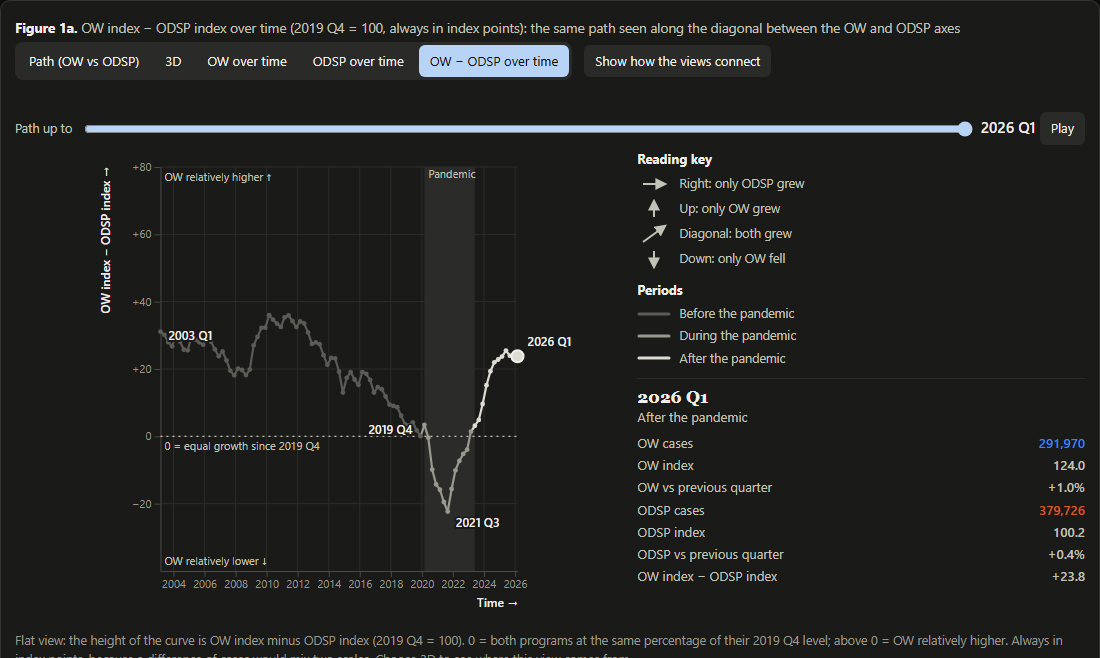 Figure 1a. OW index − ODSP index over time (2019 Q4 = 100, always in index points): the same path seen along the diagonal between the OW and ODSP axes
Path (OW vs ODSP) 3D OW over time ODSP over time OW − ODSP over time Show how the views connect
Path up to 2026 Q1 Play
OW index − ODSP index →
+80
+60
+40
+20
0
−20
OW relatively higher ↑
Pandemic
2003 Q1
2026 Q1
2019 Q4
0 = equal growth since 2019 Q4
2021 Q3
OW relatively lower ↓
2004 2006 2008 2010 2012 2014 2016 2018 2020 2022 2024 2026
Time →
Reading key
Right: only ODSP grew
Up: only OW grew
Diagonal: both grew
Down: only OW fell
Periods
Before the pandemic
During the pandemic
After the pandemic
2026 Q1
After the pandemic
OW cases 291,970
OW index 124.0
OW vs previous quarter +1.0%
ODSP cases 379,726
ODSP index 100.2
ODSP vs previous quarter +0.4%
OW index − ODSP index +23.8
Flat view: the height of the curve is OW index minus ODSP index (2019 Q4 = 100). 0 = both programs at the same percentage of their 2019 Q4 level; above 0 = OW relatively higher. Always in